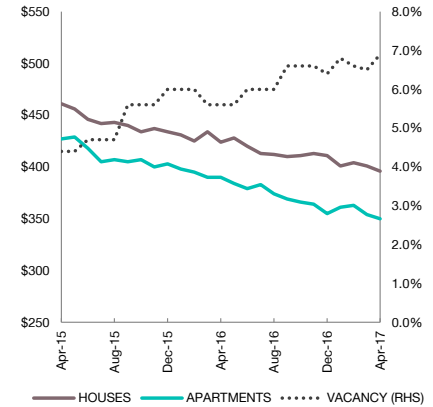 $550
$500
$450
$400
$350
$300
$250
8.0%
7.0%
6.0%
5.0%
4.0%
3.0%
2.0%
1.0%
0.0%
Apr-15
Aug-15
Dec-15
Apr-16
Aug-16
Dec-16
Apr-17
HOUSES APARTMENTS VACANCY (RHS)